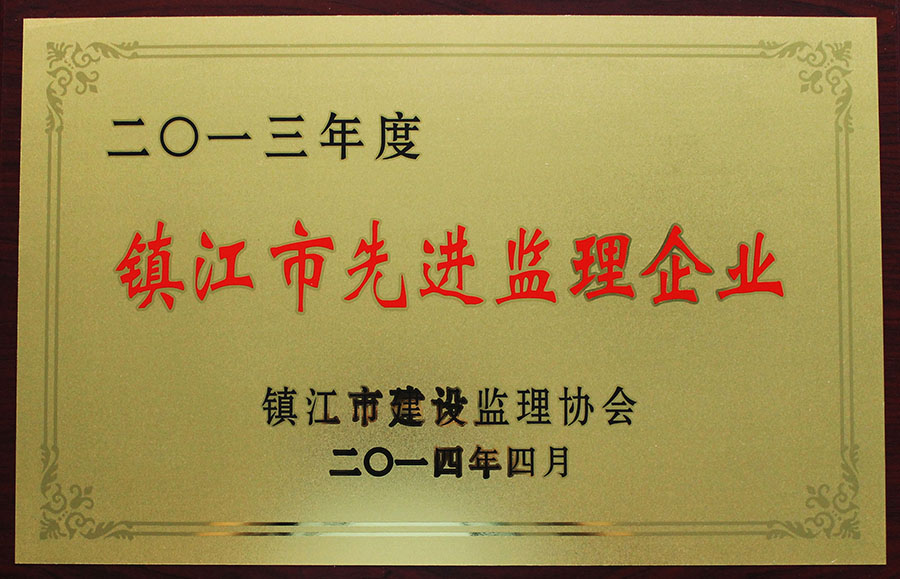 二〇一三年度
镇江市先进监理企业
镇江市建设监理协会
二〇一四年四月